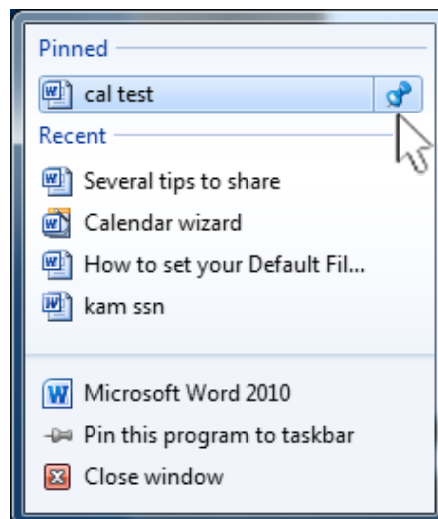 Pinned
cal test
Recent
Several tips to share
Calendar wizard
How to set your Default Fil...
kam ssn
Microsoft Word 2010
Pin this program to taskbar
Close window